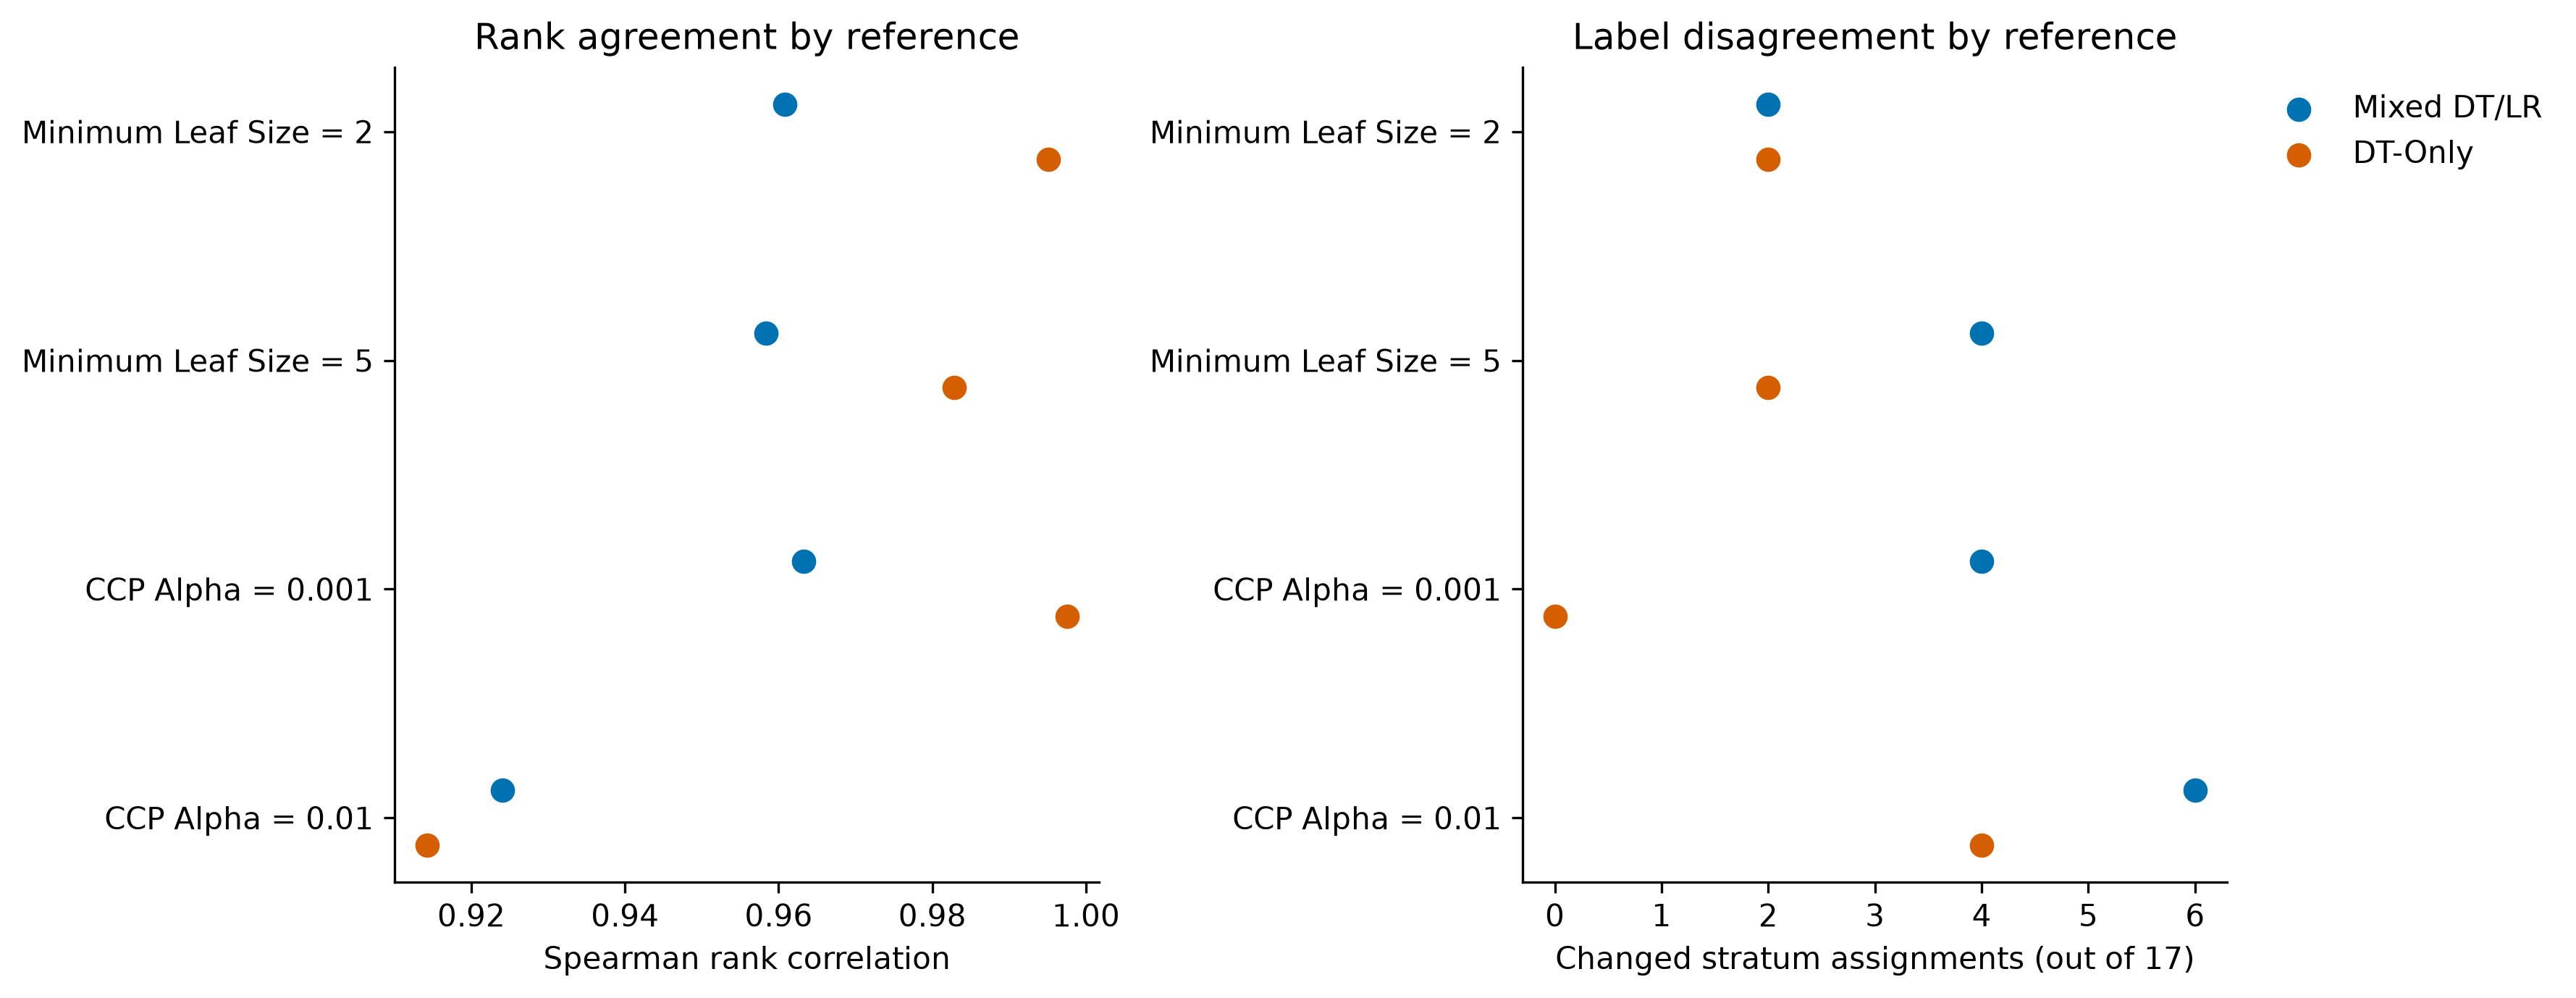 Rank agreement by reference
Minimum Leaf Size = 2
Minimum Leaf Size = 5
CCP Alpha = 0.001
CCP Alpha = 0.01
0.92 0.94 0.96 0.98 1.00
Spearman rank correlation
Label disagreement by reference
Minimum Leaf Size = 2
Minimum Leaf Size = 5
CCP Alpha = 0.001
CCP Alpha = 0.01
0 1 2 3 4 5 6
Changed stratum assignments (out of 17)
Mixed DT/LR
DT-Only